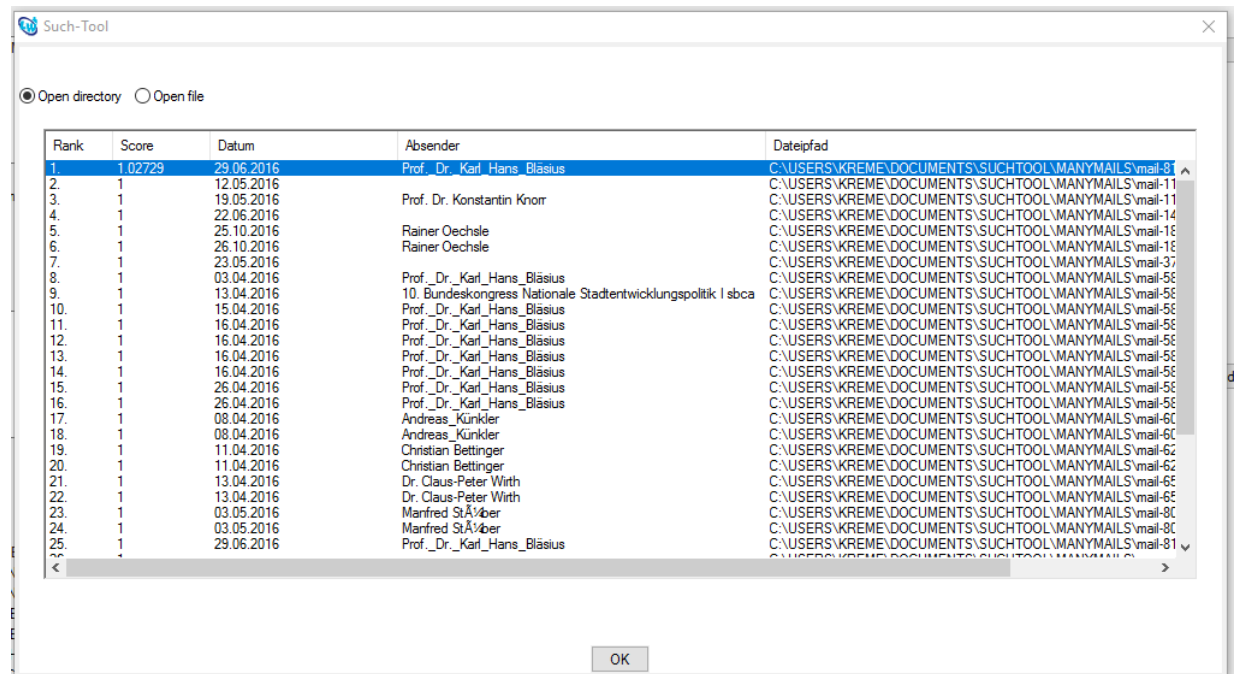 Such-Tool
Open directory Open file
Rank Score Datum Absender Dateipfad
1. 1.02729 29.06.2016 Prof._Dr._Karl_Hans_Bläsius C:\USERS\KREME\DOCUMENTS\SUCHTOOL\MANYMAILS\mail-81
2. 1 12.05.2016 C:\USERS\KREME\DOCUMENTS\SUCHTOOL\MANYMAILS\mail-11
3. 1 19.05.2016 Prof. Dr. Konstantin Knorr C:\USERS\KREME\DOCUMENTS\SUCHTOOL\MANYMAILS\mail-11
4. 1 22.06.2016 C:\USERS\KREME\DOCUMENTS\SUCHTOOL\MANYMAILS\mail-14
5. 1 25.10.2016 Rainer Oechsle C:\USERS\KREME\DOCUMENTS\SUCHTOOL\MANYMAILS\mail-18
6. 1 26.10.2016 Rainer Oechsle C:\USERS\KREME\DOCUMENTS\SUCHTOOL\MANYMAILS\mail-18
7. 1 23.05.2016 C:\USERS\KREME\DOCUMENTS\SUCHTOOL\MANYMAILS\mail-37
8. 1 03.04.2016 Prof._Dr._Karl_Hans_Bläsius C:\USERS\KREME\DOCUMENTS\SUCHTOOL\MANYMAILS\mail-58
9. 1 13.04.2016 10. Bundeskongress Nationale Stadtentwicklungspolitik I sbca C:\USERS\KREME\DOCUMENTS\SUCHTOOL\MANYMAILS\mail-58
10. 1 15.04.2016 Prof._Dr._Karl_Hans_Bläsius C:\USERS\KREME\DOCUMENTS\SUCHTOOL\MANYMAILS\mail-58
11. 1 16.04.2016 Prof._Dr._Karl_Hans_Bläsius C:\USERS\KREME\DOCUMENTS\SUCHTOOL\MANYMAILS\mail-58
12. 1 16.04.2016 Prof._Dr._Karl_Hans_Bläsius C:\USERS\KREME\DOCUMENTS\SUCHTOOL\MANYMAILS\mail-58
13. 1 16.04.2016 Prof._Dr._Karl_Hans_Bläsius C:\USERS\KREME\DOCUMENTS\SUCHTOOL\MANYMAILS\mail-58
14. 1 16.04.2016 Prof._Dr._Karl_Hans_Bläsius C:\USERS\KREME\DOCUMENTS\SUCHTOOL\MANYMAILS\mail-58
15. 1 26.04.2016 Prof._Dr._Karl_Hans_Bläsius C:\USERS\KREME\DOCUMENTS\SUCHTOOL\MANYMAILS\mail-58
16. 1 26.04.2016 Prof._Dr._Karl_Hans_Bläsius C:\USERS\KREME\DOCUMENTS\SUCHTOOL\MANYMAILS\mail-58
17. 1 08.04.2016 Andreas_Künkler C:\USERS\KREME\DOCUMENTS\SUCHTOOL\MANYMAILS\mail-60
18. 1 08.04.2016 Andreas_Künkler C:\USERS\KREME\DOCUMENTS\SUCHTOOL\MANYMAILS\mail-60
19. 1 11.04.2016 Christian Bettinger C:\USERS\KREME\DOCUMENTS\SUCHTOOL\MANYMAILS\mail-62
20. 1 11.04.2016 Christian Bettinger C:\USERS\KREME\DOCUMENTS\SUCHTOOL\MANYMAILS\mail-62
21. 1 13.04.2016 Dr. Claus-Peter Wirth C:\USERS\KREME\DOCUMENTS\SUCHTOOL\MANYMAILS\mail-65
22. 1 13.04.2016 Dr. Claus-Peter Wirth C:\USERS\KREME\DOCUMENTS\SUCHTOOL\MANYMAILS\mail-65
23. 1 03.05.2016 Manfred StÃ¼ber C:\USERS\KREME\DOCUMENTS\SUCHTOOL\MANYMAILS\mail-80
24. 1 03.05.2016 Manfred StÃ¼ber C:\USERS\KREME\DOCUMENTS\SUCHTOOL\MANYMAILS\mail-80
25. 1 29.06.2016 Prof._Dr._Karl_Hans_Bläsius C:\USERS\KREME\DOCUMENTS\SUCHTOOL\MANYMAILS\mail-81
OK